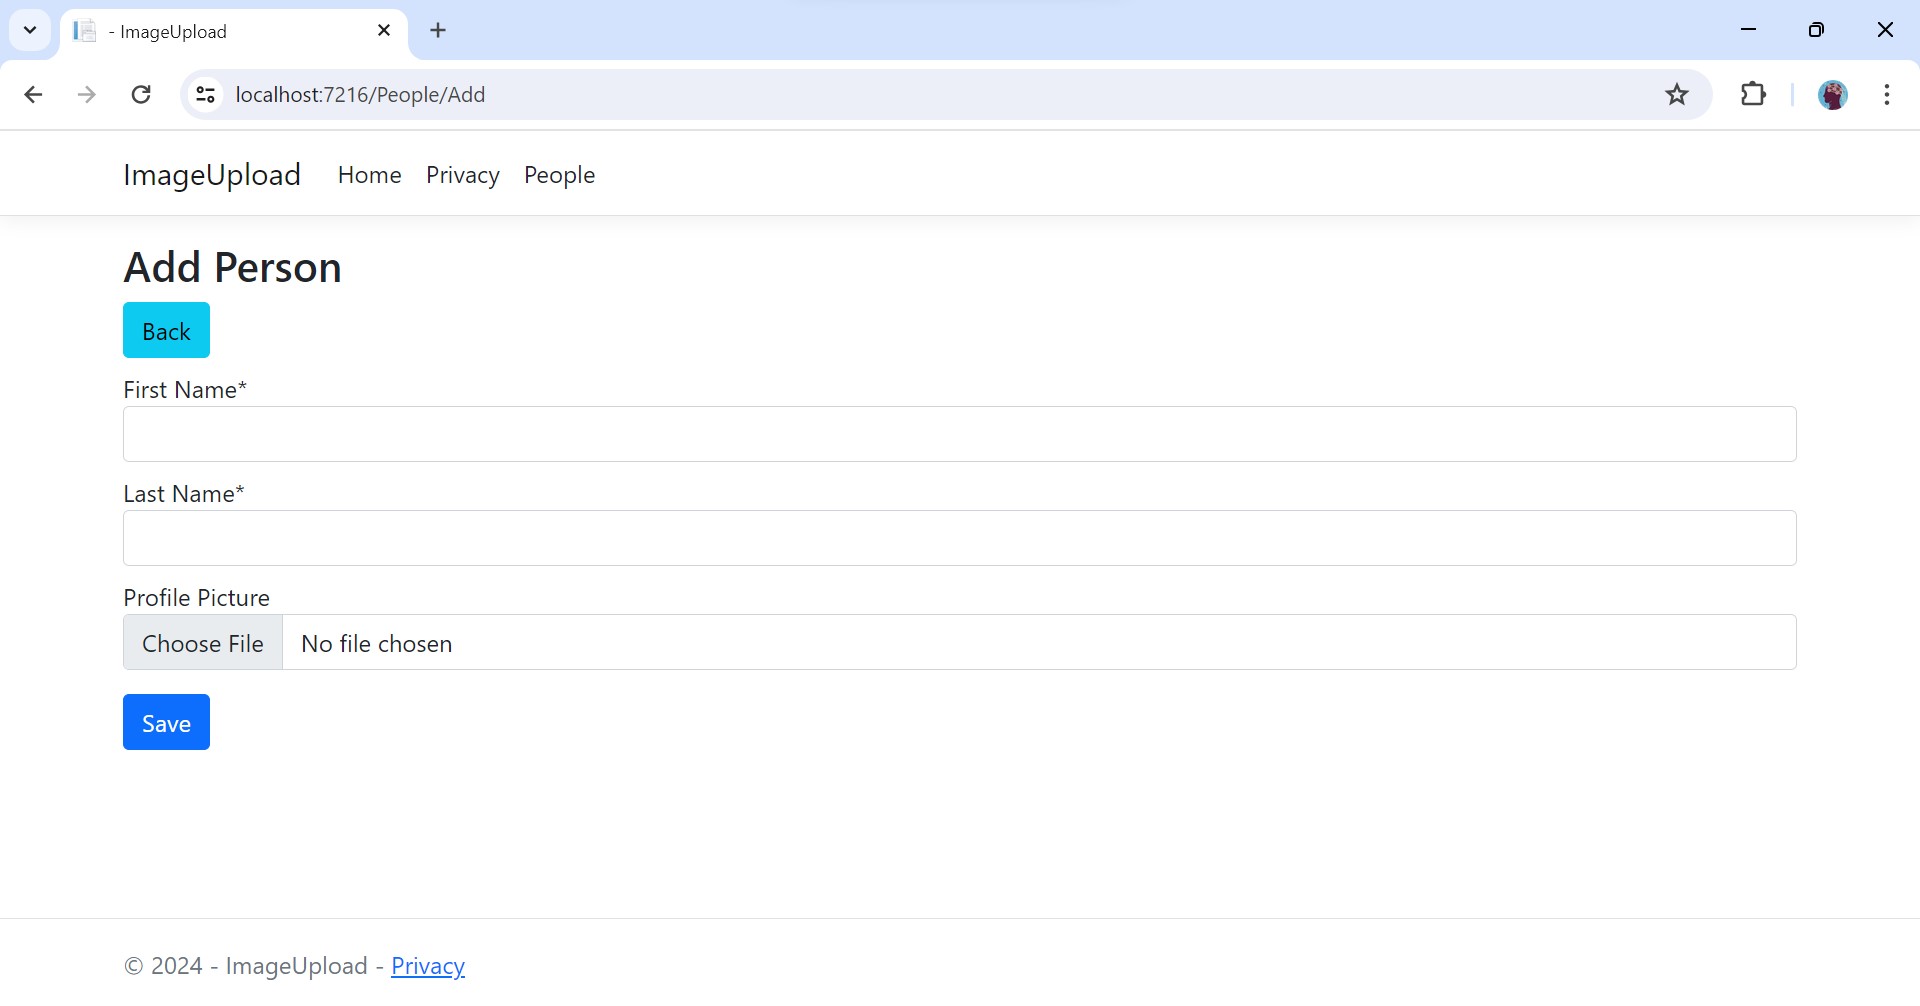 - ImageUpload
localhost:7216/People/Add
ImageUpload Home Privacy People
Add Person
Back
First Name*
Last Name*
Profile Picture
Choose File No file chosen
Save
© 2024 - ImageUpload - Privacy